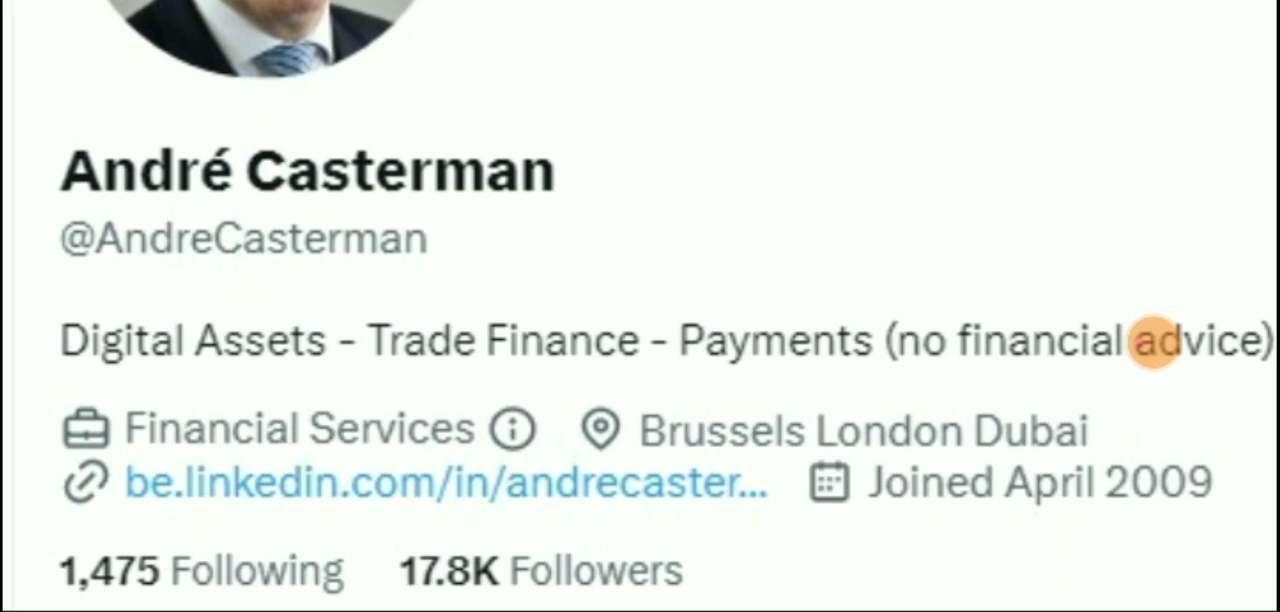 André Casterman
@AndreCasterman
Digital Assets - Trade Finance - Payments (no financial advice)
Financial Services Brussels London Dubai
be.linkedin.com/in/andrecaster... Joined April 2009
1,475 Following 17.8K Followers